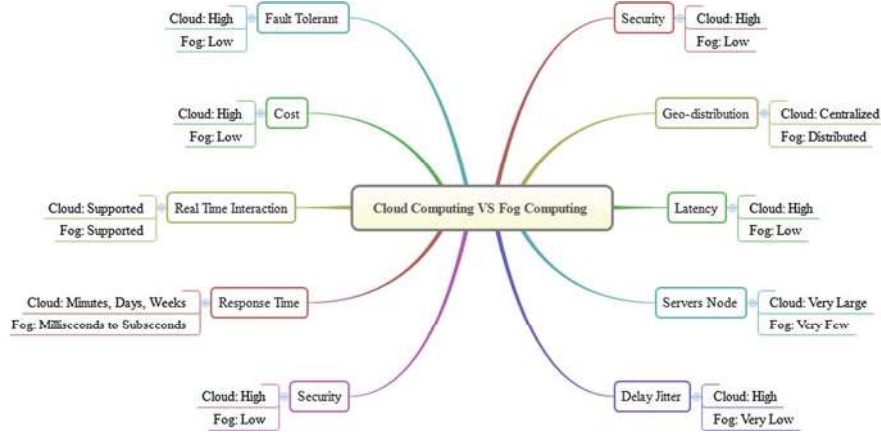 Cloud: High
Fog: Low
Fault Tolerant
Cloud: High
Fog: Low
Cost
Cloud: Supported
Fog: Supported
Real Time Interaction
Cloud: Minutes, Days, Weeks
Fog: Milliseconds to Subseconds
Response Time
Cloud: High
Fog: Low
Security
Cloud Computing VS Fog Computing
Security
Cloud: High
Fog: Low
Geo-distribution
Cloud: Centralized
Fog: Distributed
Latency
Cloud: High
Fog: Low
Servers Node
Cloud: Very Large
Fog: Very Few
Delay Jitter
Cloud: High
Fog: Very Low